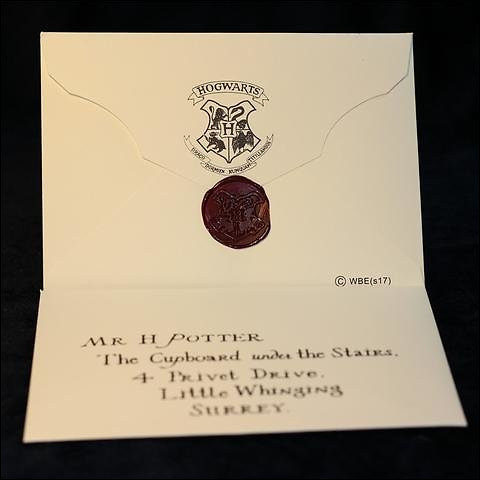 HOGWARTS
H
DRACO DORMIENS NUNQUAM TITILLANDUS
© WBE(s17)
MR H POTTER
The Cupboard under the Stairs,
4 Privet Drive,
Little Whinging
SURREY.